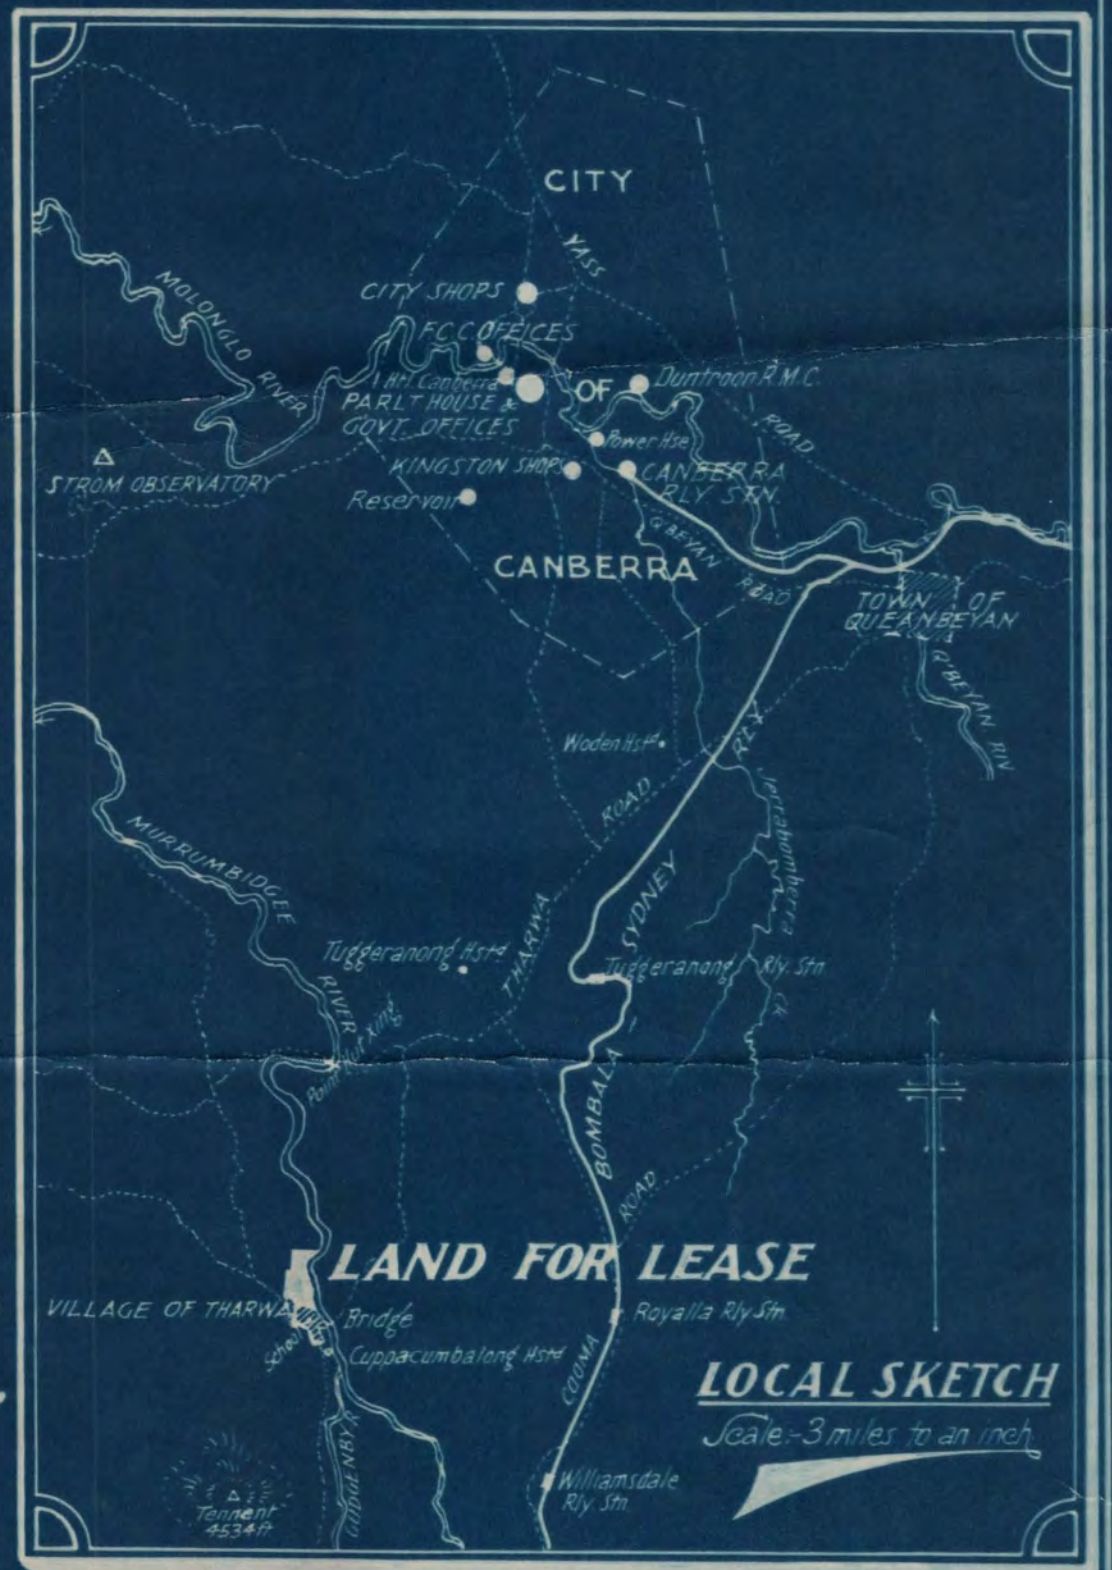 CITY
YASS
CITY SHOPS
F.C.C. OFFICES
MOLONGLO
RIVER
Htl. Canberra
PARLT HOUSE &
GOVT. OFFICES
OF
Duntroon R.M.C.
ROAD
Power Hse
STROM OBSERVATORY
KINGSTON SHOPS
CANBERRA
RLY STN.
Reservoir
Q'BEYAN
ROAD
CANBERRA
TOWN OF
QUEANBEYAN
Q'BEYAN RIV
Woden Hstd
RLY
ROAD
Jerrabomberra
Ck
MURRUMBIDGEE
RIVER
SYDNEY
THARWA
Tuggeranong Hstd
Tuggeranong Rly. Stn
Point Hut Xing
BOMBALA
ROAD
LAND FOR LEASE
VILLAGE OF THARWA
Bridge
Royalla Rly Stn.
School
Cuppacumbalong Hstd
COOMA
LOCAL SKETCH
Scale:- 3 miles to an inch
GUDGENBY R
Williamsdale
Rly. Stn.
Tennent
4534 ft